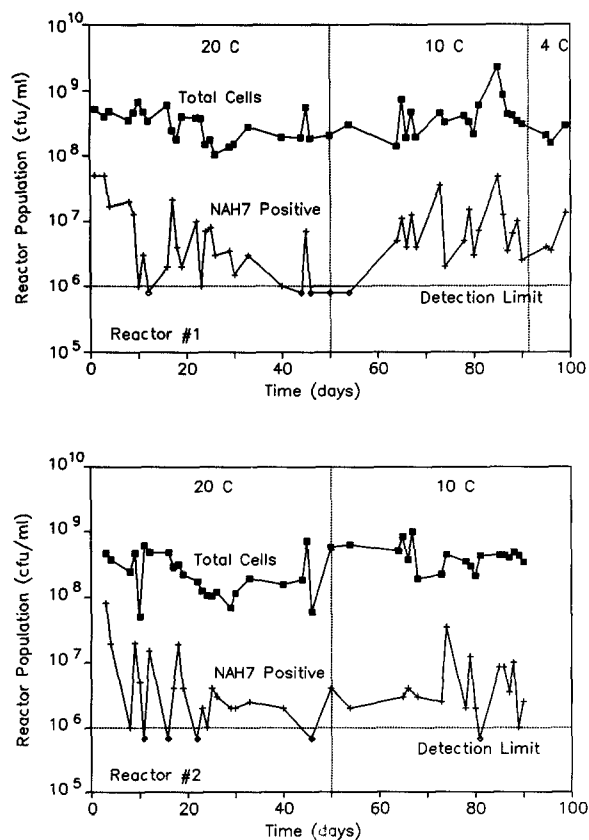 10^10
10^9
10^8
10^7
10^6
10^5
Reactor Population (cfu/ml)
20 C
10 C
4 C
Total Cells
NAH7 Positive
Detection Limit
Reactor #1
0 20 40 60 80 100
Time (days)
10^10
10^9
10^8
10^7
10^6
10^5
Reactor Population (cfu/ml)
20 C
10 C
Total Cells
NAH7 Positive
Detection Limit
Reactor #2
0 20 40 60 80 100
Time (days)